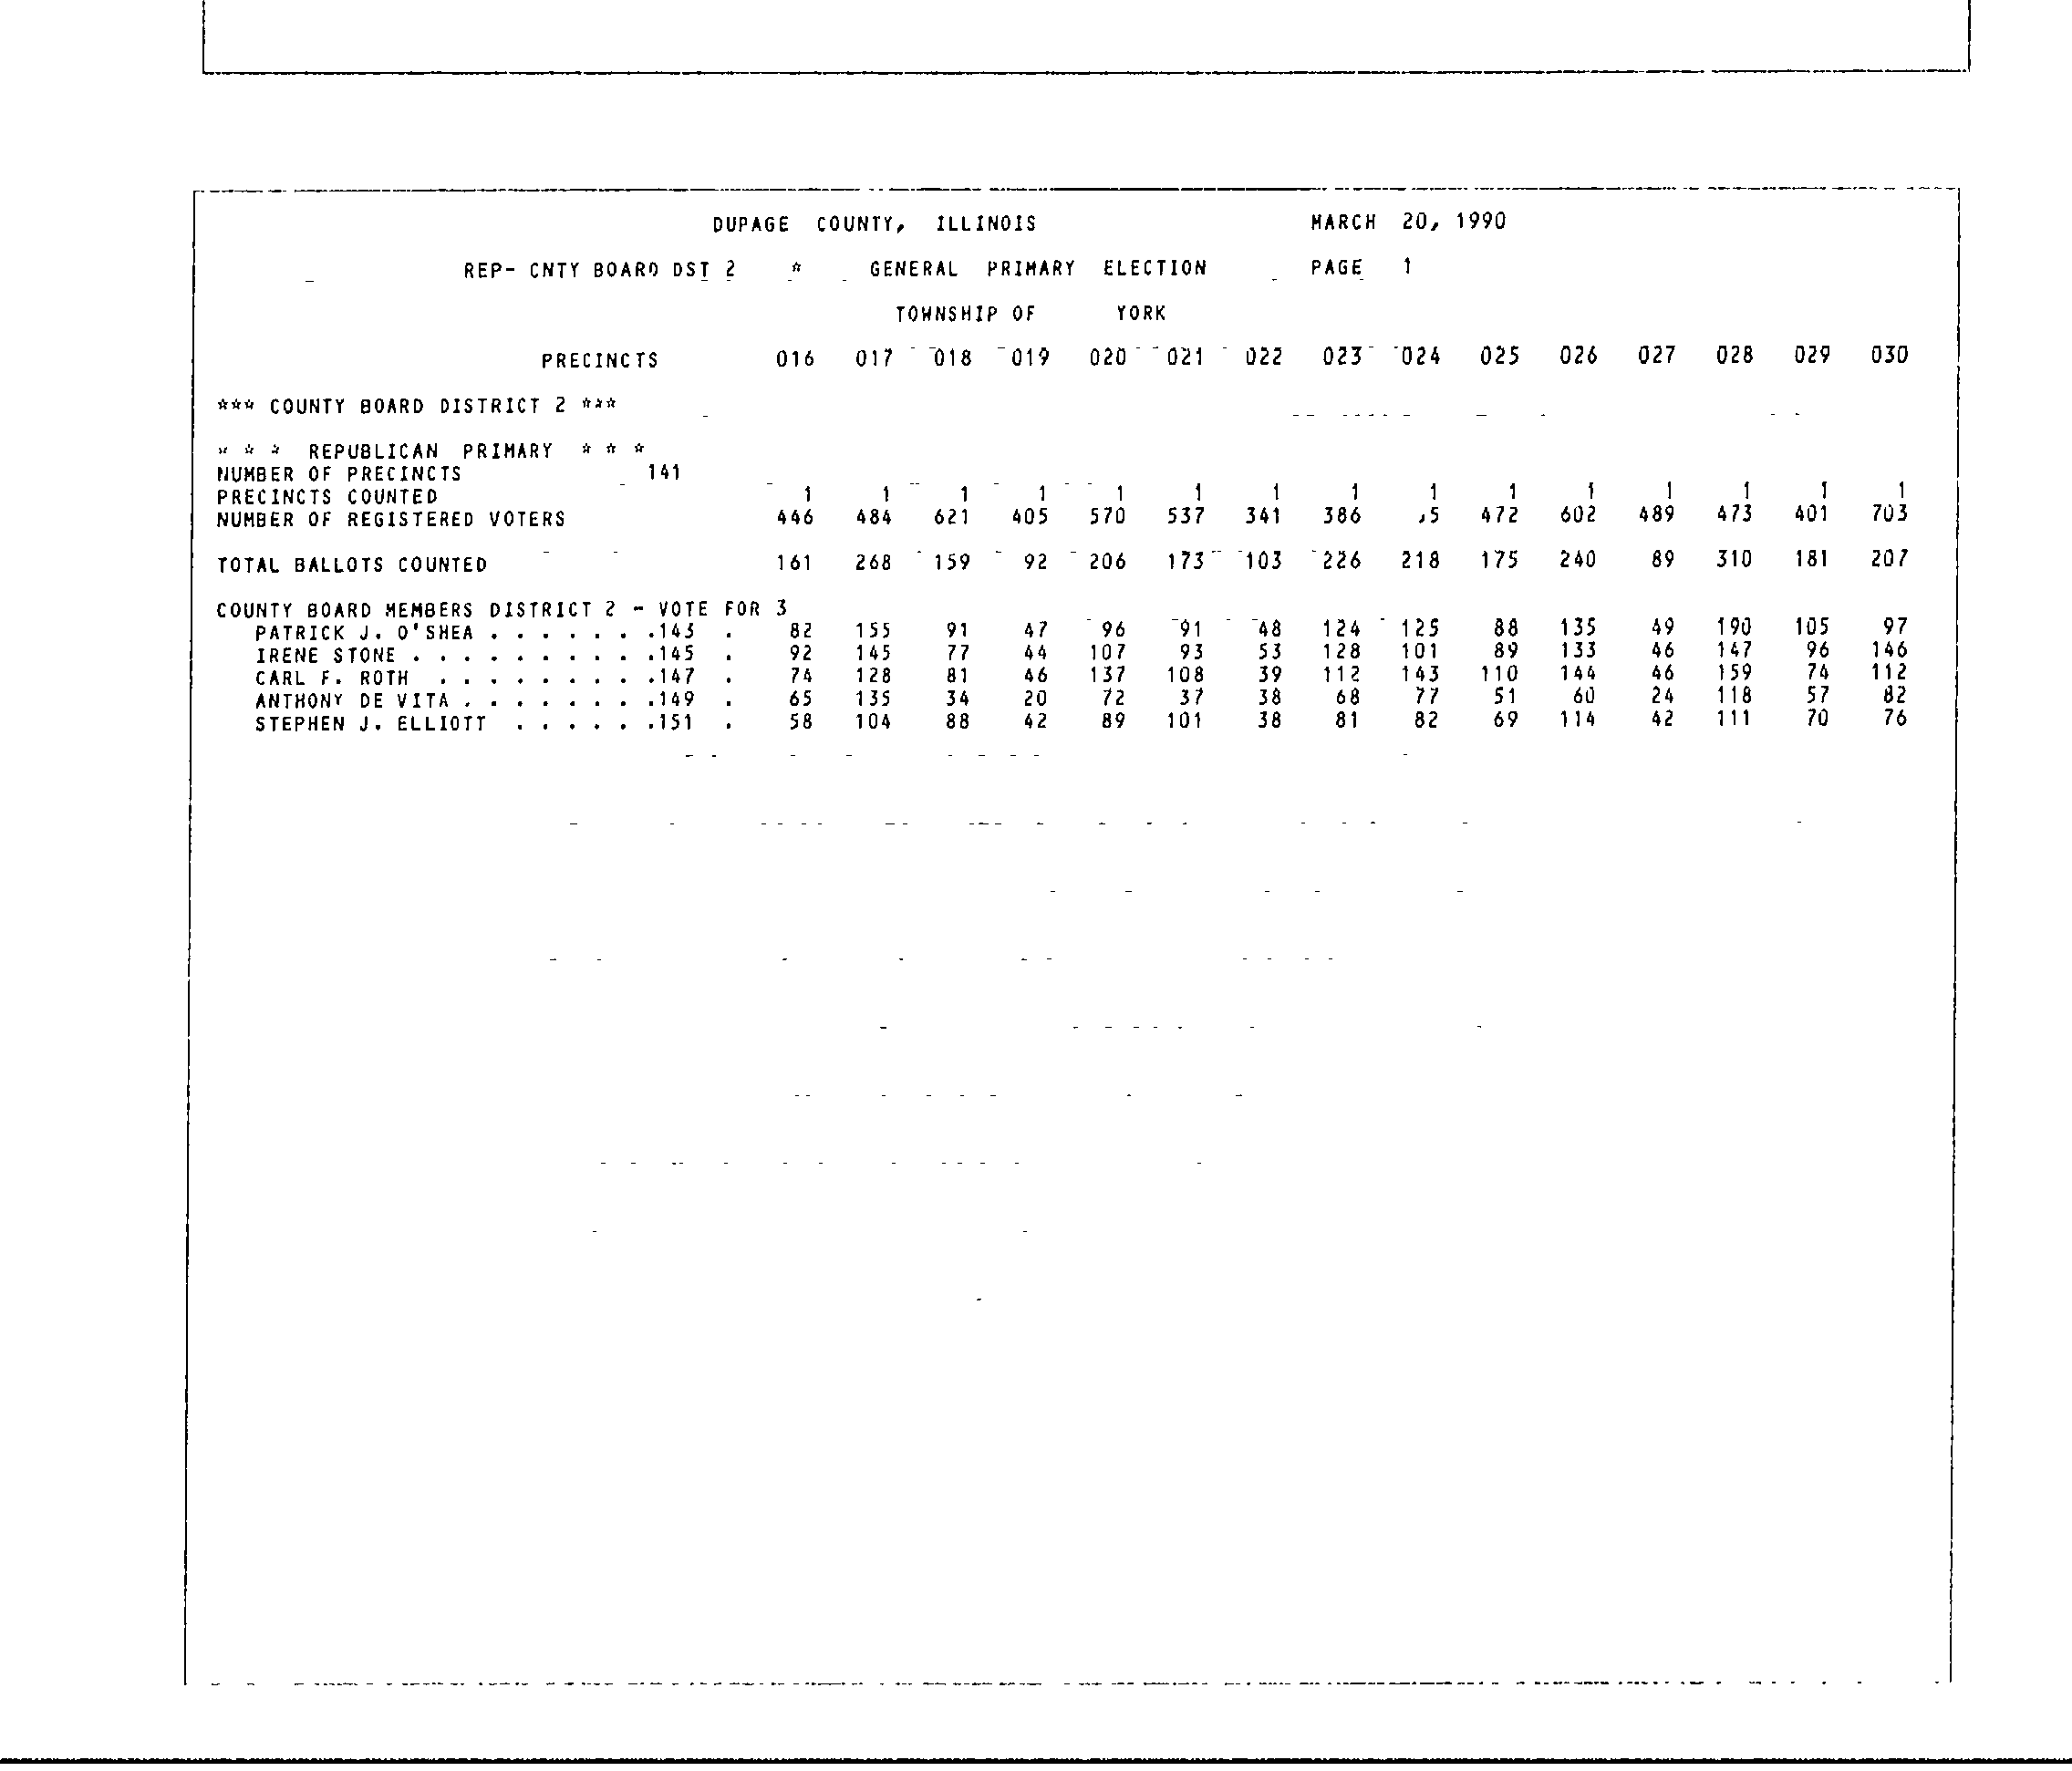 DUPAGE COUNTY, ILLINOIS MARCH 20, 1990
REP- CNTY BOARD DST 2 * GENERAL PRIMARY ELECTION PAGE 1
TOWNSHIP OF YORK
PRECINCTS 016 017 018 019 020 021 022 023 024 025 026 027 028 029 030
*** COUNTY BOARD DISTRICT 2 ***
* * * REPUBLICAN PRIMARY * * *
NUMBER OF PRECINCTS 141
PRECINCTS COUNTED 1 1 1 1 1 1 1 1 1 1 1 1 1 1 1
NUMBER OF REGISTERED VOTERS 446 484 621 405 570 537 341 386 472 602 489 473 401 703
TOTAL BALLOTS COUNTED 161 268 159 92 206 173 103 226 218 175 240 89 310 181 207
COUNTY BOARD MEMBERS DISTRICT 2 - VOTE FOR 3
PATRICK J. O'SHEA . . . . . . .143 . 82 155 91 47 96 91 48 124 125 88 135 49 190 105 97
IRENE STONE . . . . . . . . . .145 . 92 145 77 44 107 93 53 128 101 89 133 46 147 96 146
CARL F. ROTH . . . . . . . . .147 . 74 128 81 46 137 108 39 112 143 110 144 46 159 74 112
ANTHONY DE VITA . . . . . . . .149 . 65 135 34 20 72 37 38 68 77 51 60 24 118 57 82
STEPHEN J. ELLIOTT . . . . . .151 . 58 104 88 42 89 101 38 81 82 69 114 42 111 70 76